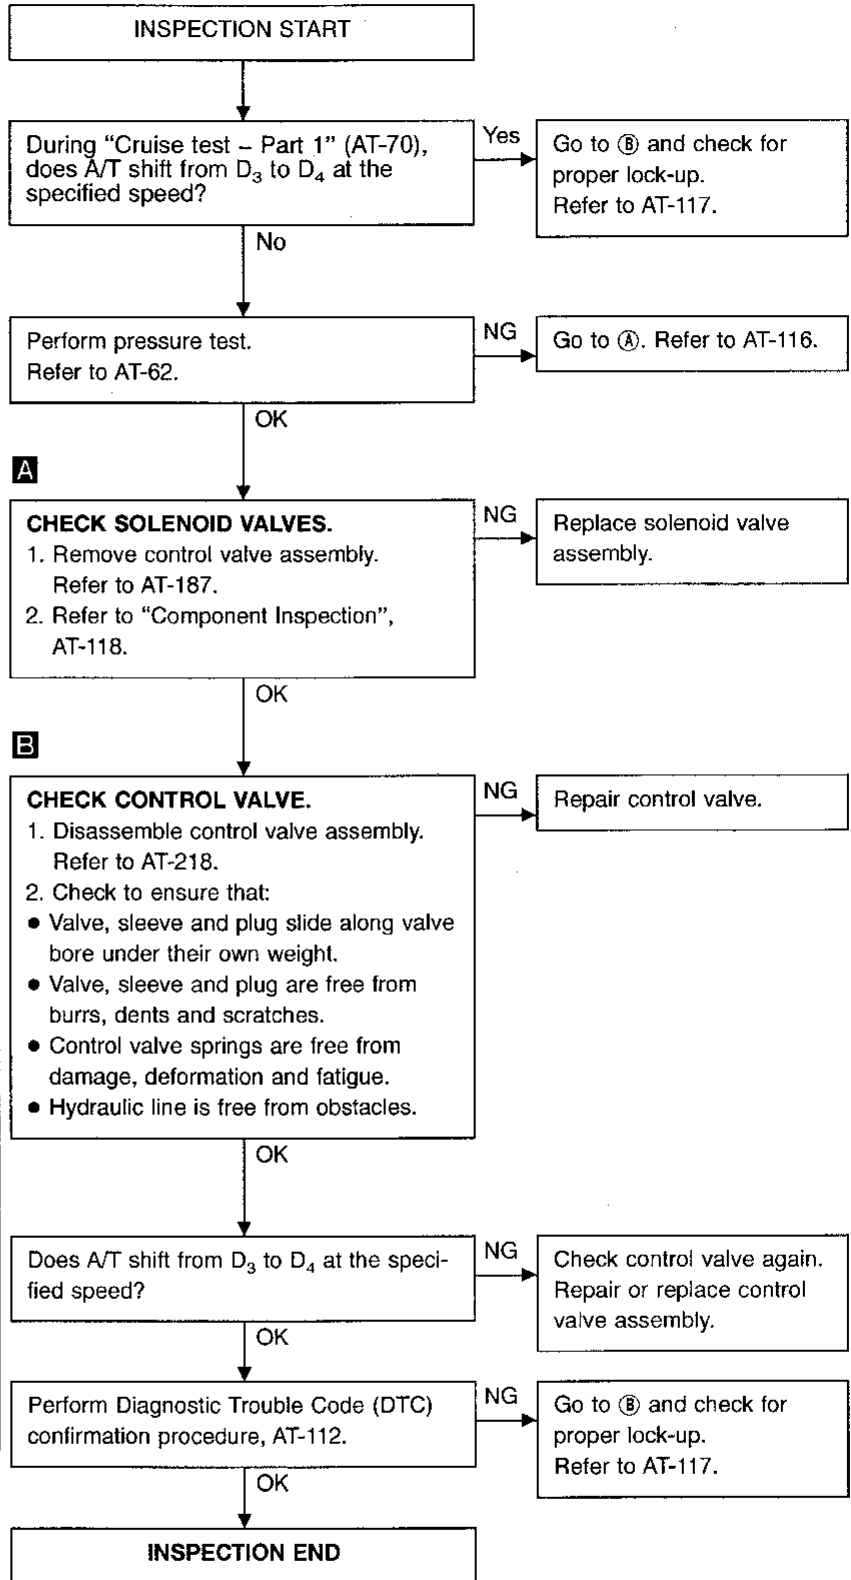 INSPECTION START
During “Cruise test – Part 1” (AT-70),
does A/T shift from D3 to D4 at the
specified speed?
Yes
Go to Ⓑ and check for
proper lock-up.
Refer to AT-117.
No
Perform pressure test.
Refer to AT-62.
NG
Go to Ⓐ. Refer to AT-116.
OK
A
CHECK SOLENOID VALVES.
1. Remove control valve assembly.
Refer to AT-187.
2. Refer to “Component Inspection”,
AT-118.
NG
Replace solenoid valve
assembly.
OK
B
CHECK CONTROL VALVE.
1. Disassemble control valve assembly.
Refer to AT-218.
2. Check to ensure that:
● Valve, sleeve and plug slide along valve
bore under their own weight.
● Valve, sleeve and plug are free from
burrs, dents and scratches.
● Control valve springs are free from
damage, deformation and fatigue.
● Hydraulic line is free from obstacles.
NG
Repair control valve.
OK
Does A/T shift from D3 to D4 at the speci-
fied speed?
NG
Check control valve again.
Repair or replace control
valve assembly.
OK
Perform Diagnostic Trouble Code (DTC)
confirmation procedure, AT-112.
NG
Go to Ⓑ and check for
proper lock-up.
Refer to AT-117.
OK
INSPECTION END